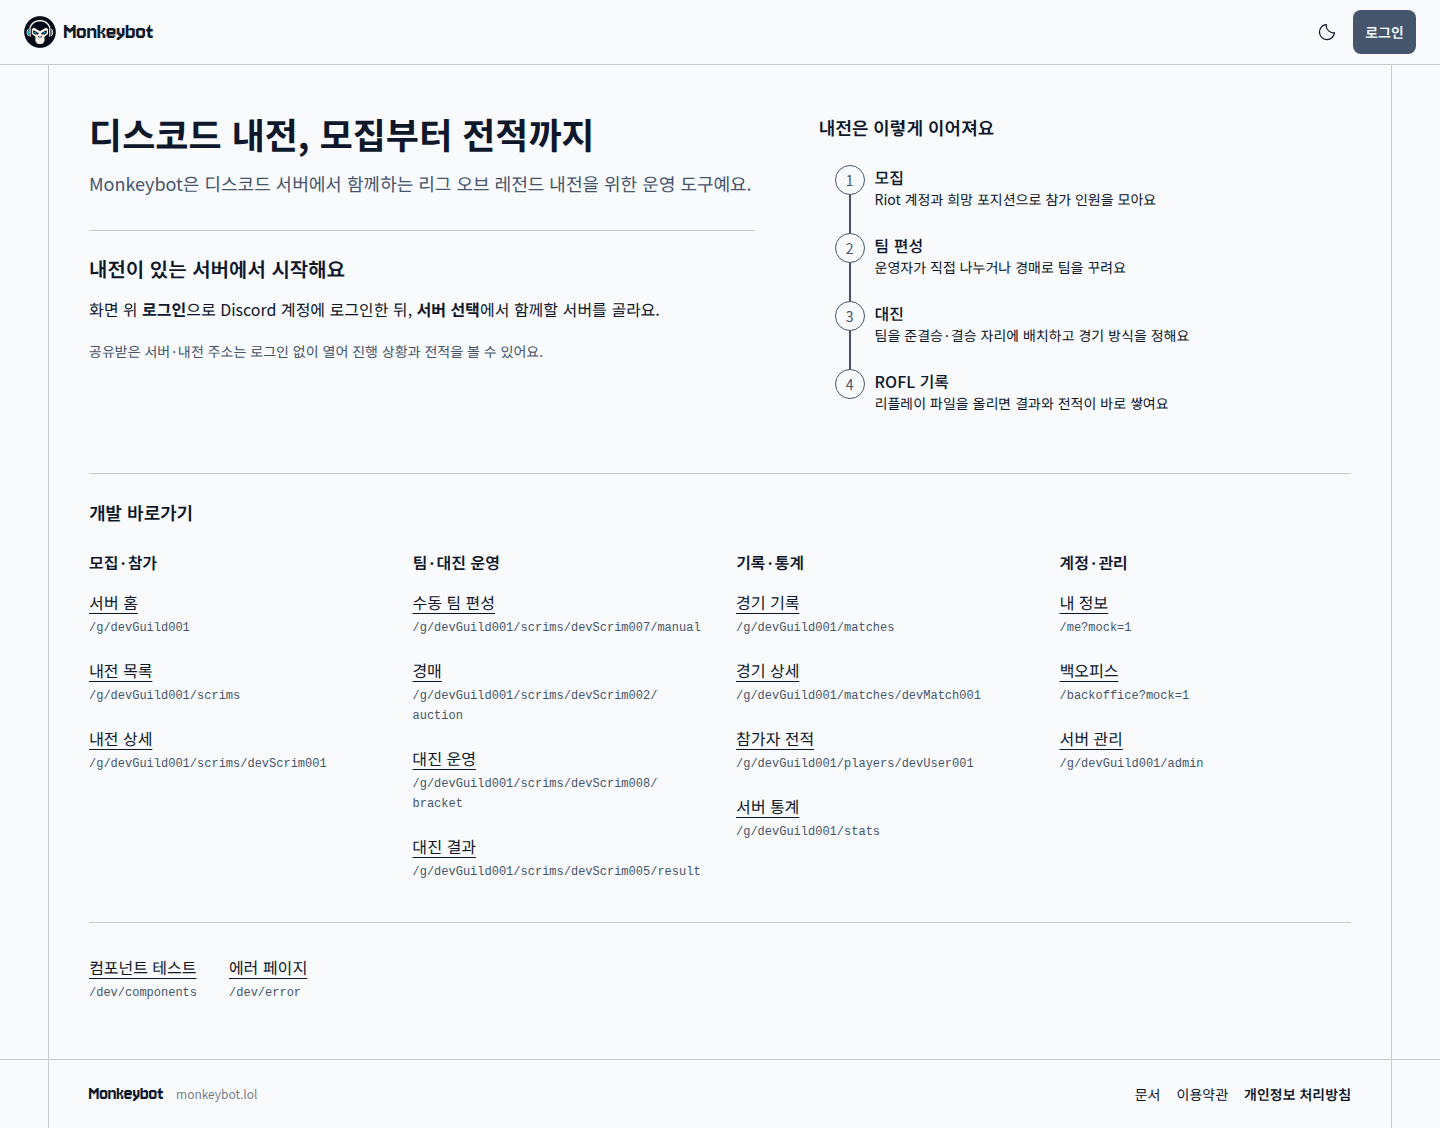 Monkeybot
로그인
디스코드 내전, 모집부터 전적까지
Monkeybot은 디스코드 서버에서 함께하는 리그 오브 레전드 내전을 위한 운영 도구예요.
내전이 있는 서버에서 시작해요
화면 위 로그인으로 Discord 계정에 로그인한 뒤, 서버 선택에서 함께할 서버를 골라요.
공유받은 서버·내전 주소는 로그인 없이 열어 진행 상황과 전적을 볼 수 있어요.
내전은 이렇게 이어져요
1
모집
Riot 계정과 희망 포지션으로 참가 인원을 모아요
2
팀 편성
운영자가 직접 나누거나 경매로 팀을 꾸려요
3
대진
팀을 준결승·결승 자리에 배치하고 경기 방식을 정해요
4
ROFL 기록
리플레이 파일을 올리면 결과와 전적이 바로 쌓여요
개발 바로가기
모집·참가
서버 홈
/g/devGuild001
내전 목록
/g/devGuild001/scrims
내전 상세
/g/devGuild001/scrims/devScrim001
팀·대진 운영
수동 팀 편성
/g/devGuild001/scrims/devScrim007/manual
경매
/g/devGuild001/scrims/devScrim002/
auction
대진 운영
/g/devGuild001/scrims/devScrim008/
bracket
대진 결과
/g/devGuild001/scrims/devScrim005/result
기록·통계
경기 기록
/g/devGuild001/matches
경기 상세
/g/devGuild001/matches/devMatch001
참가자 전적
/g/devGuild001/players/devUser001
서버 통계
/g/devGuild001/stats
계정·관리
내 정보
/me?mock=1
백오피스
/backoffice?mock=1
서버 관리
/g/devGuild001/admin
컴포넌트 테스트
/dev/components
에러 페이지
/dev/error
Monkeybot monkeybot.lol
문서 이용약관 개인정보 처리방침